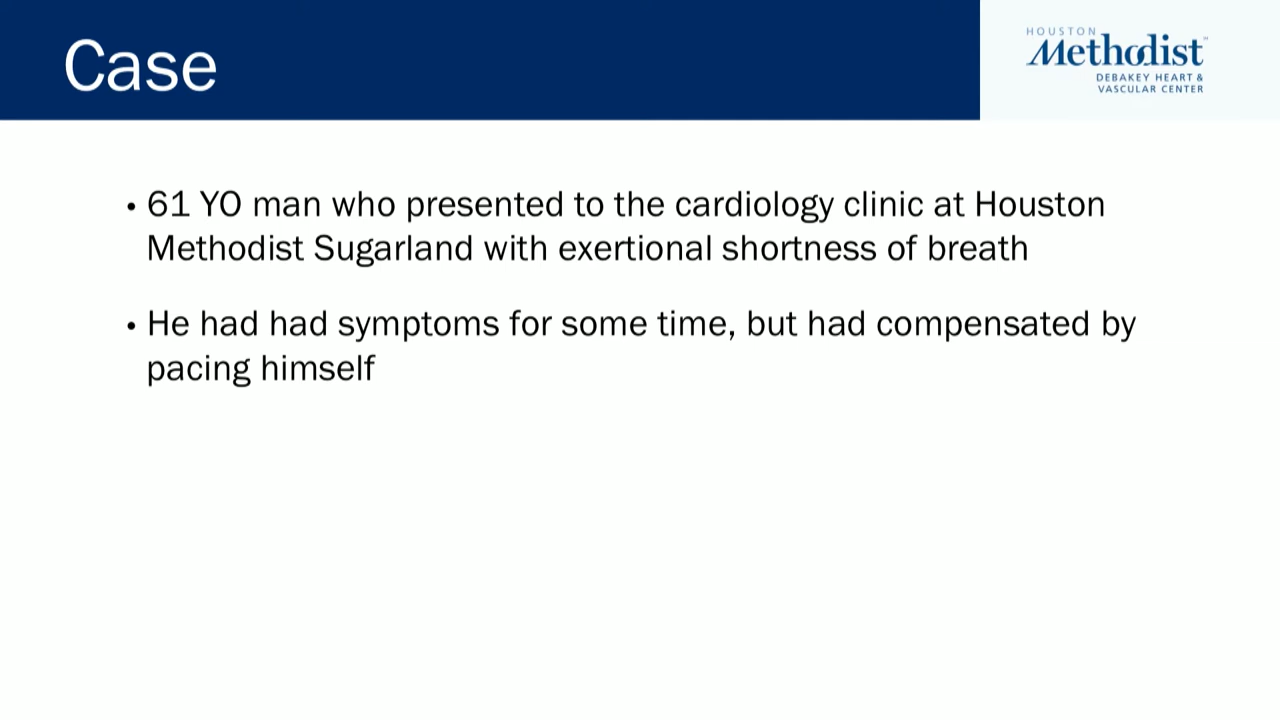 Case
HOUSTON
Methodist
DEBAKEY HEART &
VASCULAR CENTER
• 61 YO man who presented to the cardiology clinic at Houston
Methodist Sugarland with exertional shortness of breath
• He had had symptoms for some time, but had compensated by
pacing himself